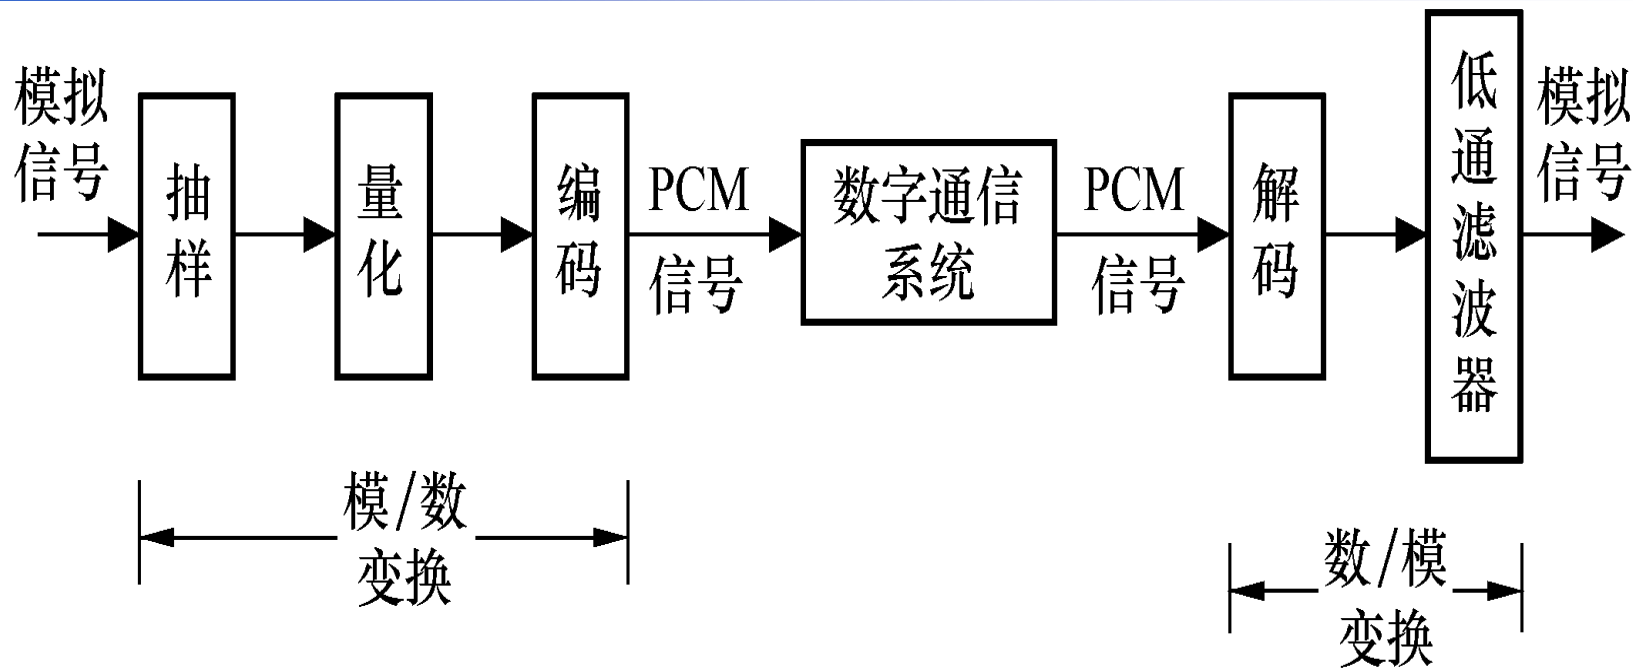 模拟
信号
抽
样
量
化
编
码
PCM
信号
数字通信
系统
PCM
信号
解
码
低
通
滤
波
器
模拟
信号
模/数
变换
数/模
变换